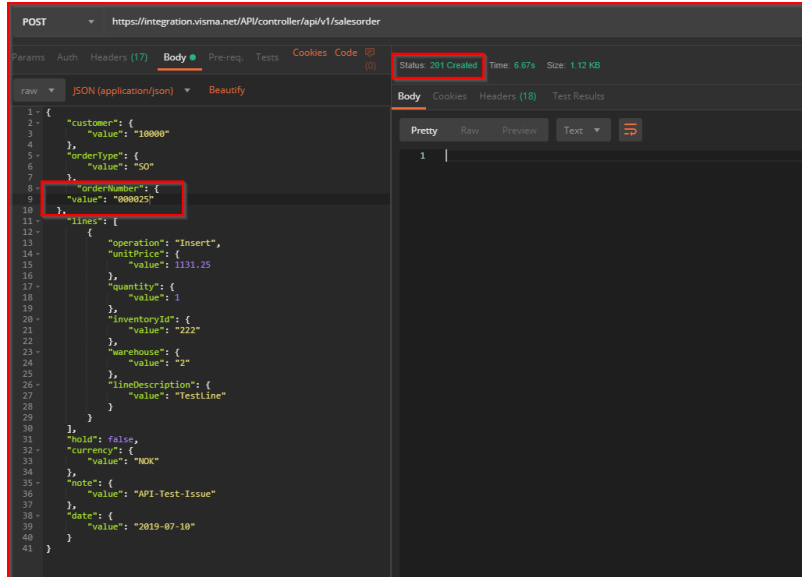 POST https://integration.visma.net/API/controller/api/v1/salesorder
Params Auth Headers (17) Body Pre-req. Tests Cookies Code (0)
raw JSON (application/json) Beautify
1 {
2 "customer": {
3 "value": "10000"
4 },
5 "orderType": {
6 "value": "SO"
7 },
8 "orderNumber": {
9 "value": "000025"
10 },
11 "lines": [
12 {
13 "operation": "Insert",
14 "unitPrice": {
15 "value": 1131.25
16 },
17 "quantity": {
18 "value": 1
19 },
20 "inventoryId": {
21 "value": "222"
22 },
23 "warehouse": {
24 "value": "2"
25 },
26 "lineDescription": {
27 "value": "TestLine"
28 }
29 }
30 ],
31 "hold": false,
32 "currency": {
33 "value": "NOK"
34 },
35 "note": {
36 "value": "API-Test-Issue"
37 },
38 "date": {
39 "value": "2019-07-10"
40 }
41 }
Status: 201 Created Time: 6.67s Size: 1.12 KB
Body Cookies Headers (18) Test Results
Pretty Raw Preview Text
1